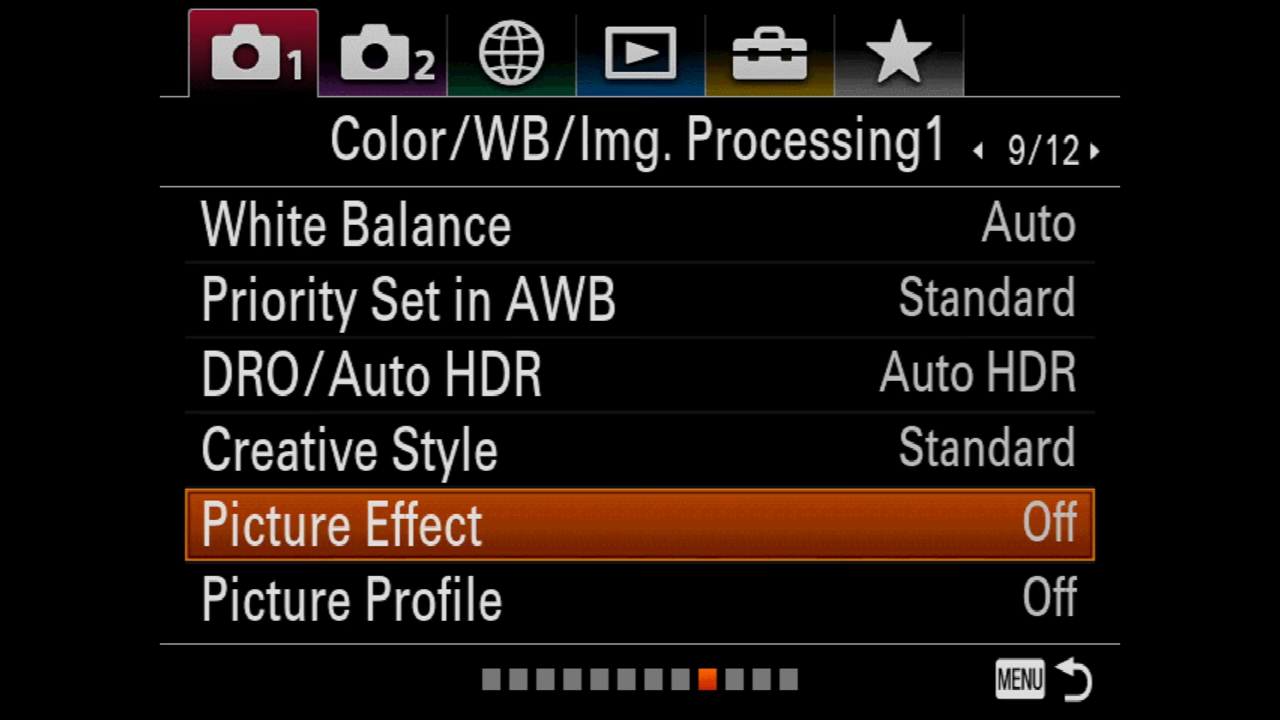 1 2
Color/WB/Img. Processing1 9/12
White Balance Auto
Priority Set in AWB Standard
DRO/Auto HDR Auto HDR
Creative Style Standard
Picture Effect Off
Picture Profile Off
MENU